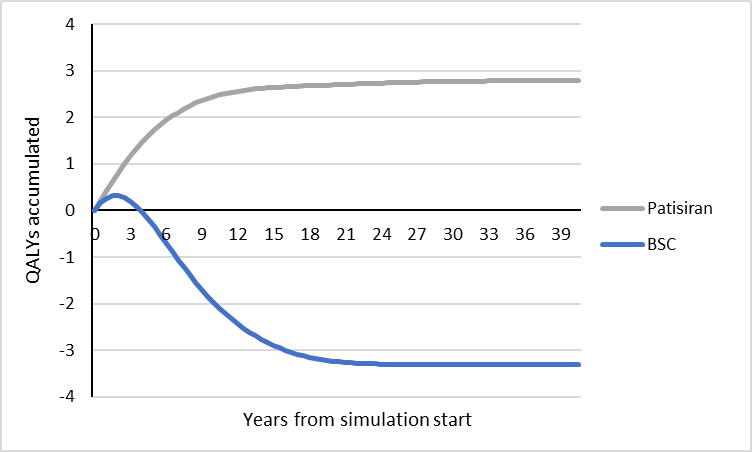 4
3
2
1
0
-1
-2
-3
-4
QALYs accumulated
0 3 6 9 12 15 18 21 24 27 30 33 36 39
Years from simulation start
Patisiran
BSC